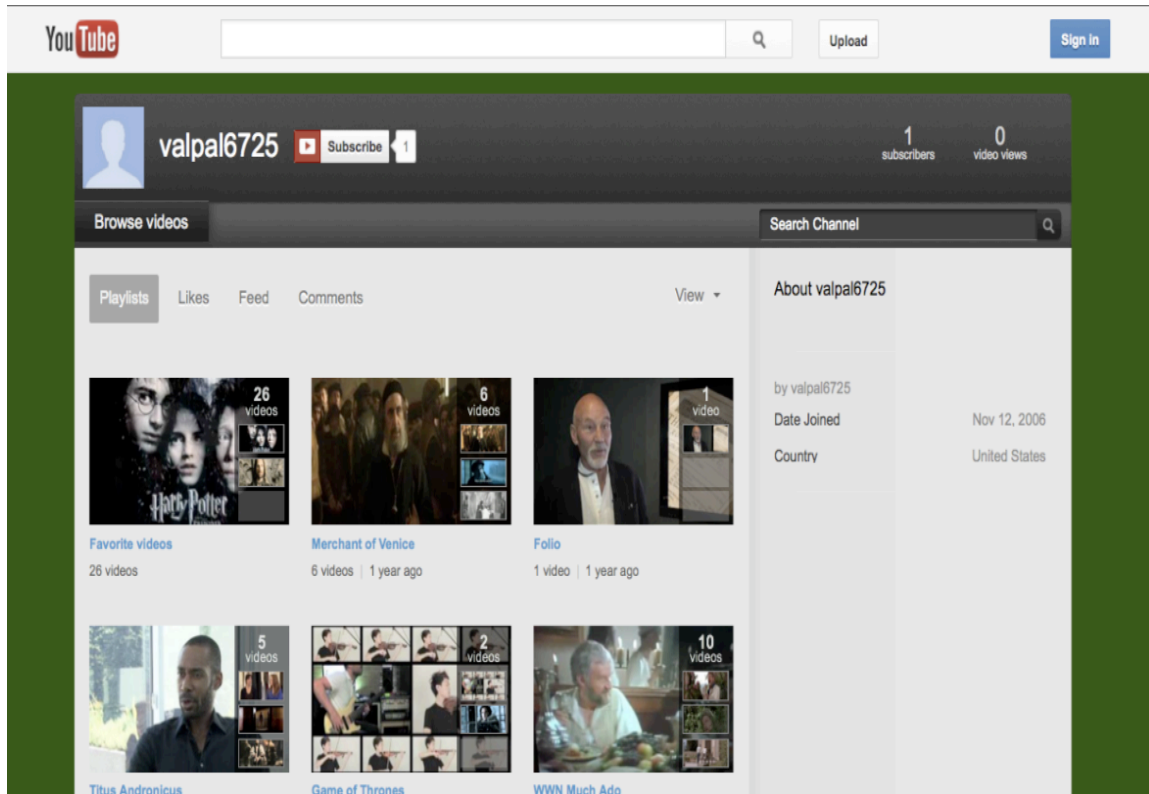 YouTube
Upload
Sign In
valpal6725 Subscribe 1
1 subscribers
0 video views
Browse videos
Search Channel
Playlists Likes Feed Comments View
About valpal6725
by valpal6725
Date Joined Nov 12, 2006
Country United States
26 videos
Harry Potter
6 videos
1 video
Favorite videos
26 videos
Merchant of Venice
6 videos | 1 year ago
Folio
1 video | 1 year ago
5 videos
2 videos
10 videos
Titus Andronicus
Game of Thrones
WWN Much Ado